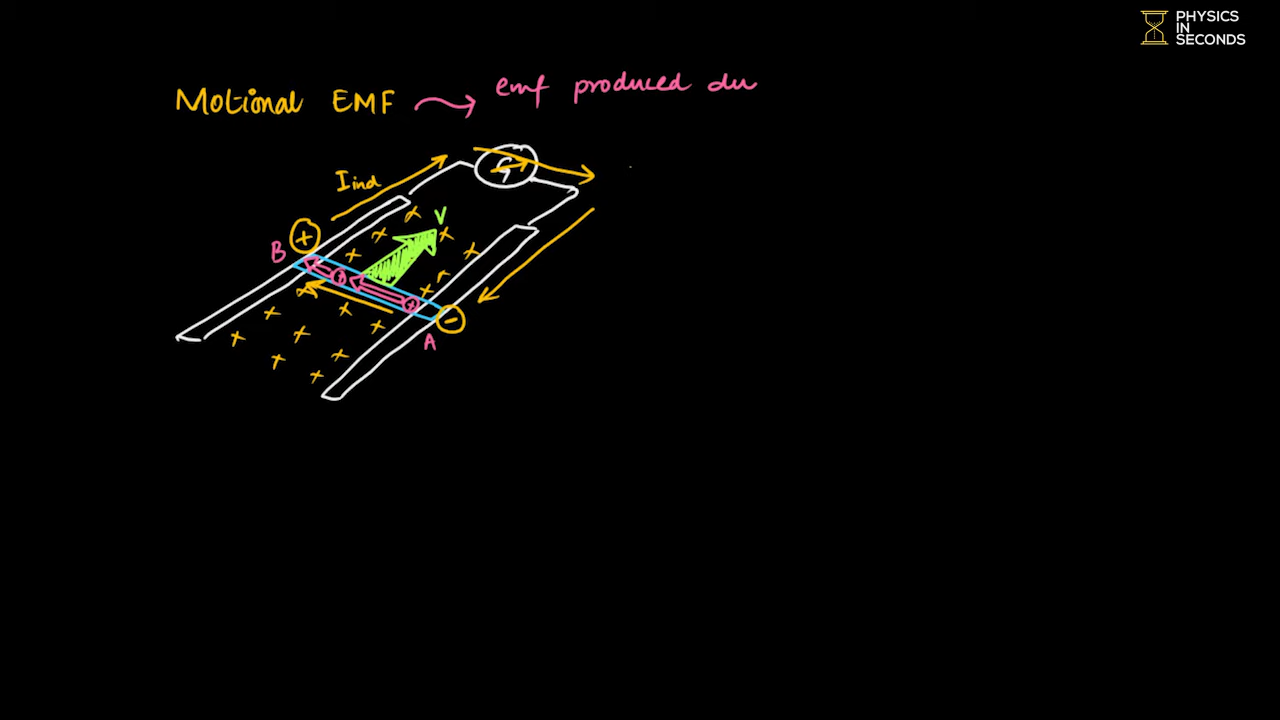 PHYSICS
IN
SECONDS
Motional EMF
emf produced du
Iind
G
V
+
B
+
+
-
A